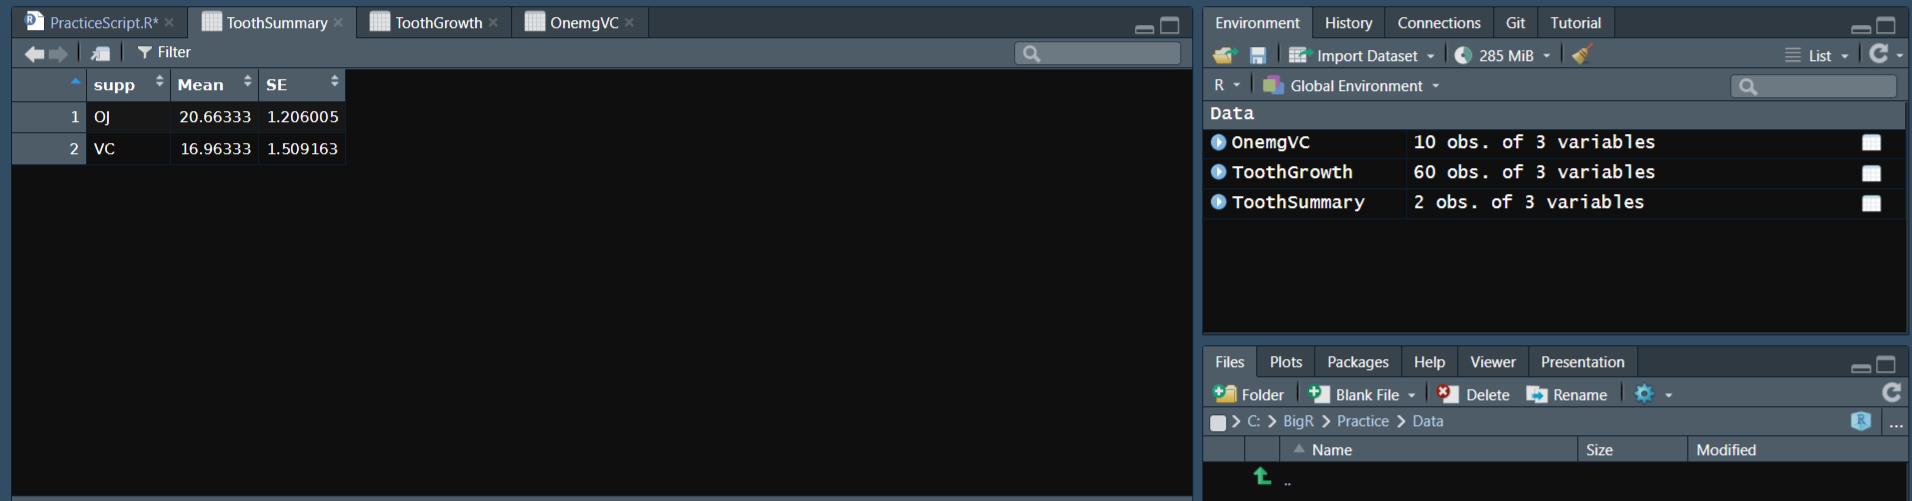 PracticeScript.R* × ToothSummary × ToothGrowth × OnemgVC ×
Filter
supp Mean SE
1 OJ 20.66333 1.206005
2 VC 16.96333 1.509163
Environment History Connections Git Tutorial
Import Dataset 285 MiB List
R Global Environment
Data
OnemgVC 10 obs. of 3 variables
ToothGrowth 60 obs. of 3 variables
ToothSummary 2 obs. of 3 variables
Files Plots Packages Help Viewer Presentation
Folder Blank File Delete Rename
C: > BigR > Practice > Data R ...
Name Size Modified
..